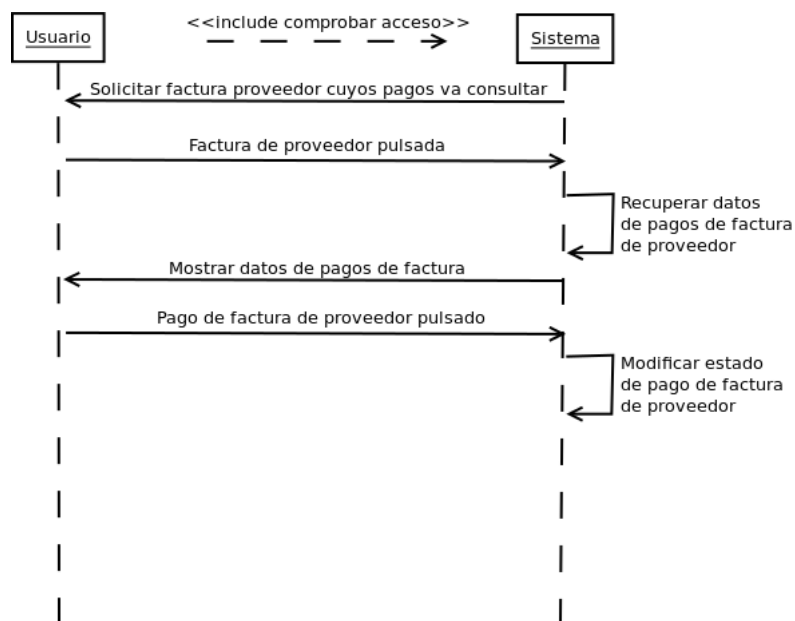 <<include comprobar acceso>>
Usuario
Sistema
Solicitar factura proveedor cuyos pagos va consultar
Factura de proveedor pulsada
Recuperar datos
de pagos de factura
de proveedor
Mostrar datos de pagos de factura
Pago de factura de proveedor pulsado
Modificar estado
de pago de factura
de proveedor